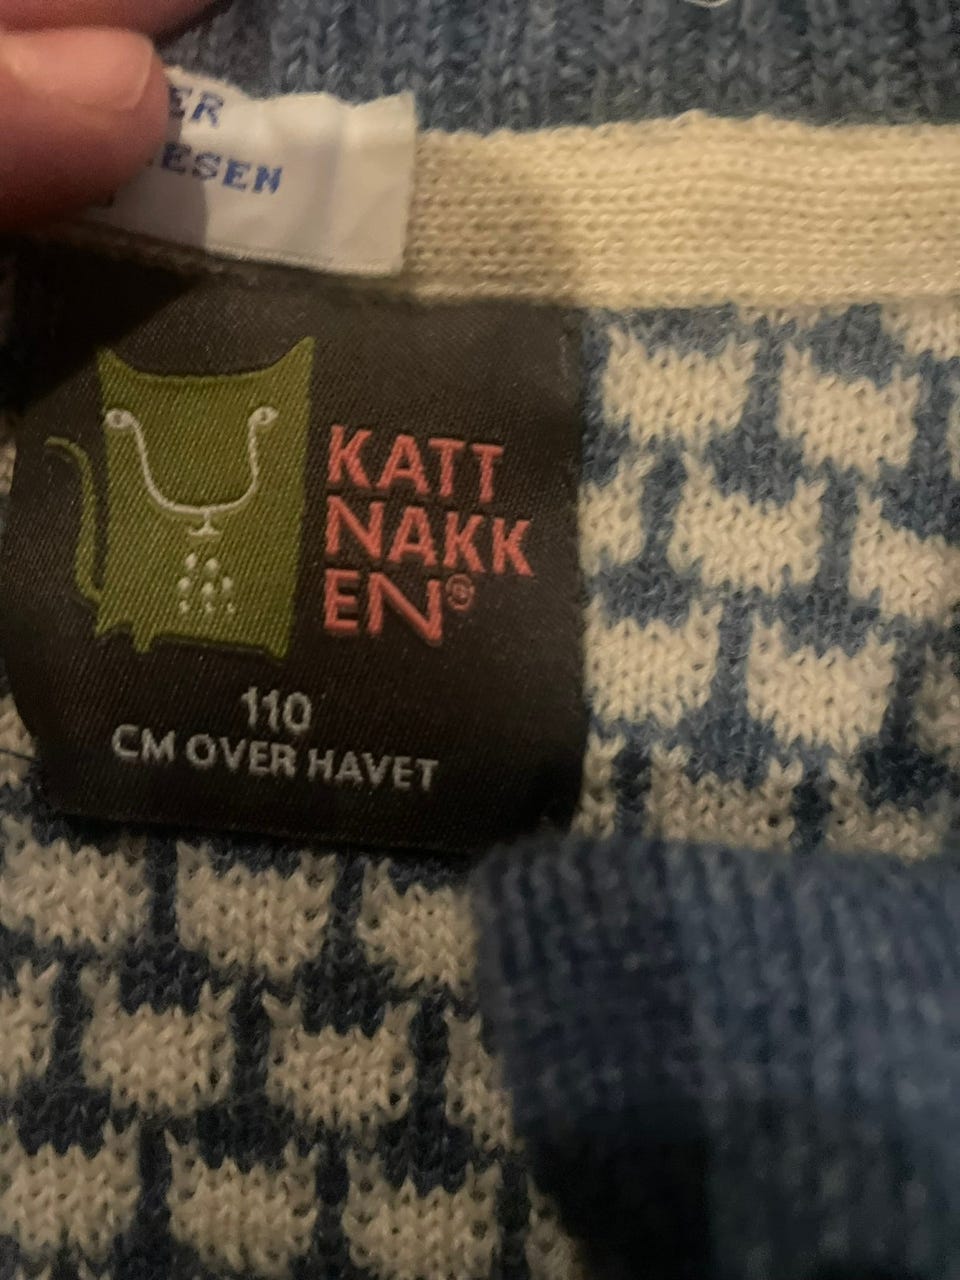 ER
ESEN
KATT
NAKK
EN®
110
CM OVER HAVET